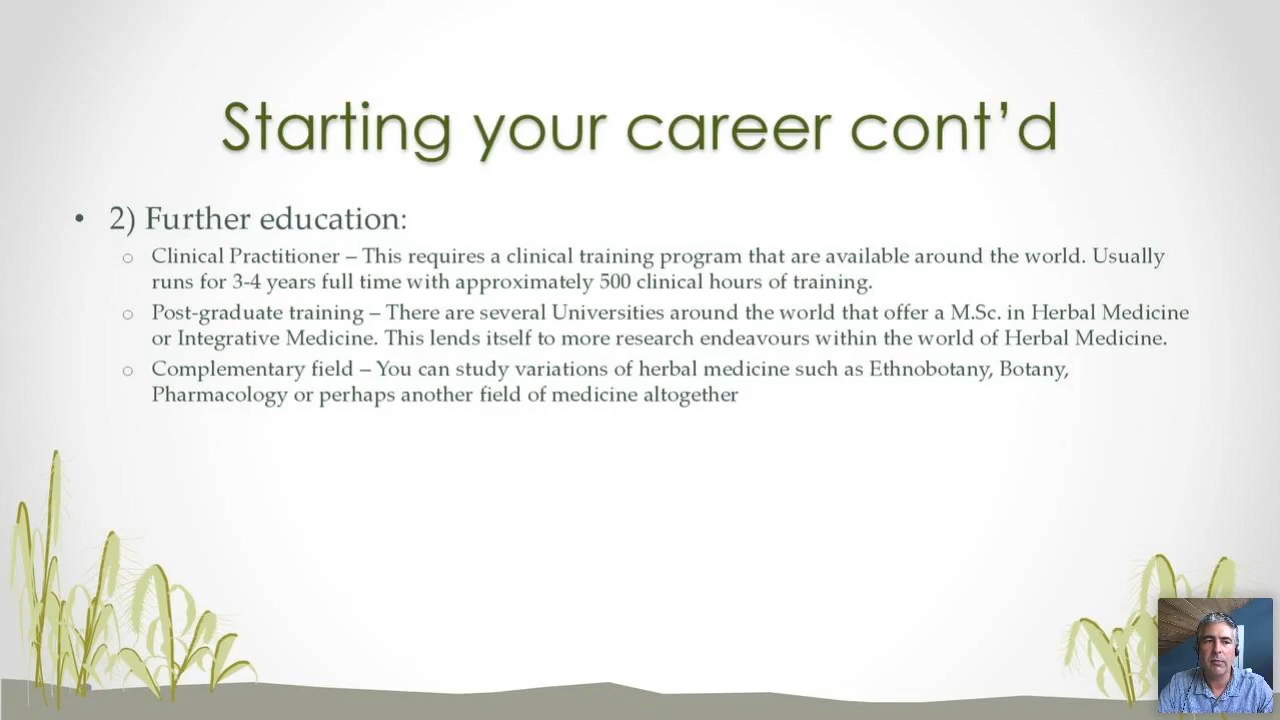 Starting your career cont’d
• 2) Further education:
○ Clinical Practitioner – This requires a clinical training program that are available around the world. Usually
runs for 3-4 years full time with approximately 500 clinical hours of training.
○ Post-graduate training – There are several Universities around the world that offer a M.Sc. in Herbal Medicine
or Integrative Medicine. This lends itself to more research endeavours within the world of Herbal Medicine.
○ Complementary field – You can study variations of herbal medicine such as Ethnobotany, Botany,
Pharmacology or perhaps another field of medicine altogether